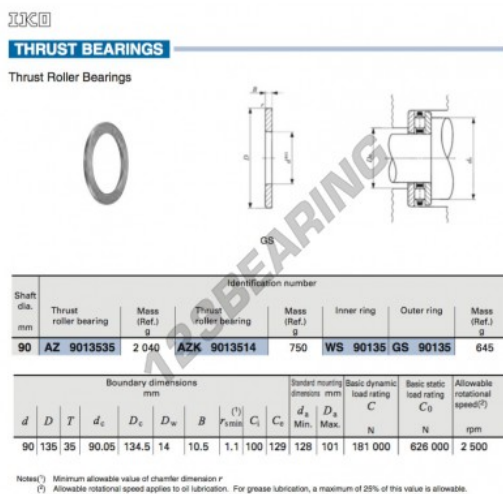 IKO
THRUST BEARINGS
Thrust Roller Bearings
B
r
D
d
Da
da
GS
123BEARING
Identification number
Shaft dia. mm
Thrust roller bearing
Mass (Ref.) g
Thrust roller bearing
Mass (Ref.) g
Inner ring
Outer ring
Mass (Ref.) g
90 AZ 9013535 2 040 AZK 9013514 750 WS 90135 GS 90135 645
Boundary dimensions mm
Standard mounting dimensions mm
Basic dynamic load rating C N
Basic static load rating C0 N
Allowable rotational speed(2) rpm
d D T dc Dc Dw B rs min(1) Ci Ce da Min. Da Max.
90 135 35 90.05 134.5 14 10.5 1.1 100 129 128 101 181 000 626 000 2 500
Notes(1) Minimum allowable value of chamfer dimension r
(2) Allowable rotational speed applies to oil lubrication. For grease lubrication, a maximum of 25% of this value is allowable.